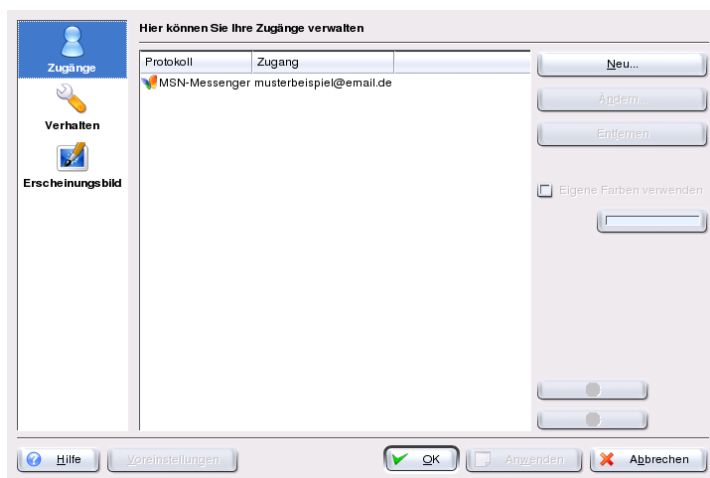 Hier können Sie Ihre Zugänge verwalten
Zugänge
Verhalten
Erscheinungsbild
Protokoll Zugang
MSN-Messenger musterbeispiel@email.de
Neu...
Ändern...
Entfernen
Eigene Farben verwenden
Hilfe
Voreinstellungen
OK
Anwenden
Abbrechen